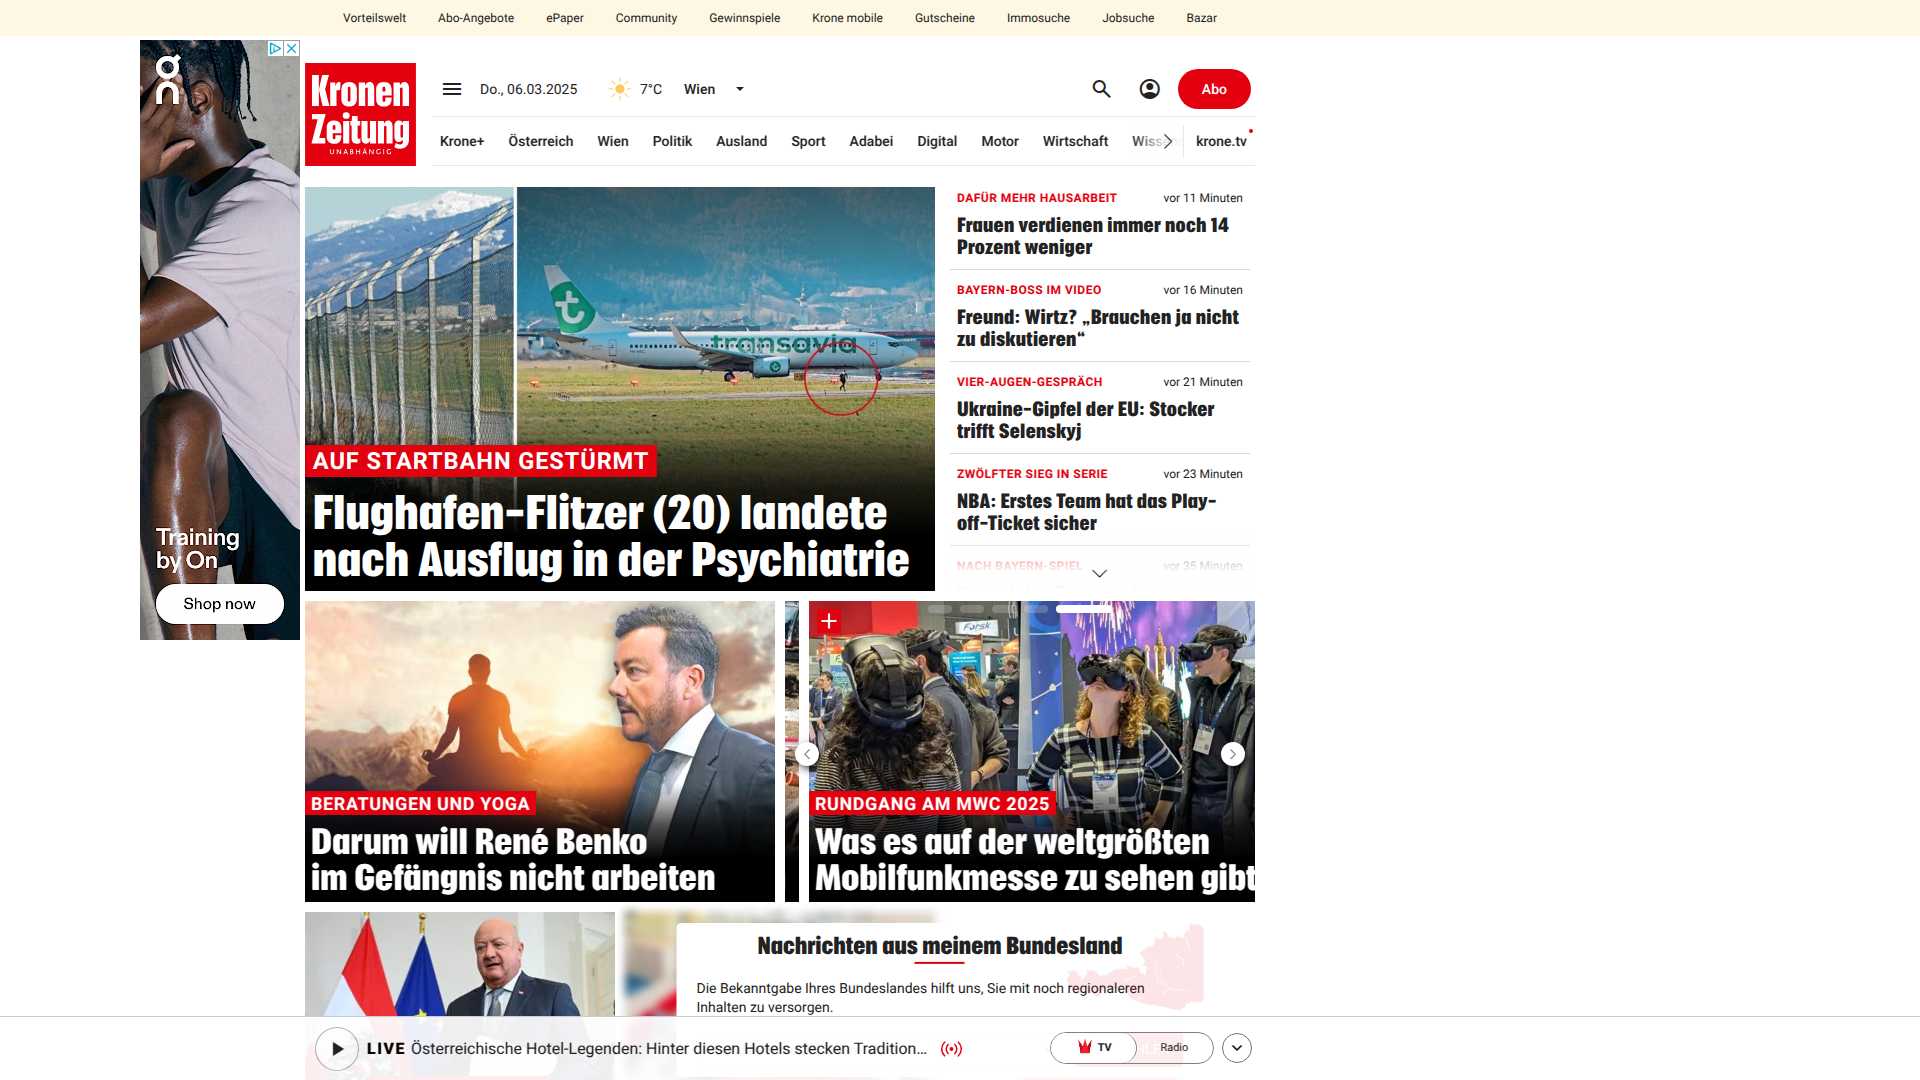 Vorteilswelt Abo-Angebote ePaper Community Gewinnspiele Krone mobile Gutscheine Immosuche Jobsuche Bazar
Kronen
Zeitung
UNABHÄNGIG
Do., 06.03.2025 7°C Wien
Abo
Krone+ Österreich Wien Politik Ausland Sport Adabei Digital Motor Wirtschaft krone.tv
on
Training
by On
Shop now
transavia
AUF STARTBAHN GESTÜRMT
Flughafen-Flitzer (20) landete
nach Ausflug in der Psychiatrie
DAFÜR MEHR HAUSARBEIT vor 11 Minuten
Frauen verdienen immer noch 14
Prozent weniger
BAYERN-BOSS IM VIDEO vor 16 Minuten
Freund: Wirtz? „Brauchen ja nicht
zu diskutieren“
VIER-AUGEN-GESPRÄCH vor 21 Minuten
Ukraine-Gipfel der EU: Stocker
trifft Selenskyj
ZWÖLFTER SIEG IN SERIE vor 23 Minuten
NBA: Erstes Team hat das Play-
off-Ticket sicher
NACH BAYERN-SPIEL vor 35 Minuten
BERATUNGEN UND YOGA
Darum will René Benko
im Gefängnis nicht arbeiten
RUNDGANG AM MWC 2025
Was es auf der weltgrößten
Mobilfunkmesse zu sehen gibt
Nachrichten aus meinem Bundesland
Die Bekanntgabe Ihres Bundeslandes hilft uns, Sie mit noch regionaleren
Inhalten zu versorgen.
LIVE Österreichische Hotel-Legenden: Hinter diesen Hotels stecken Tradition...
TV Radio